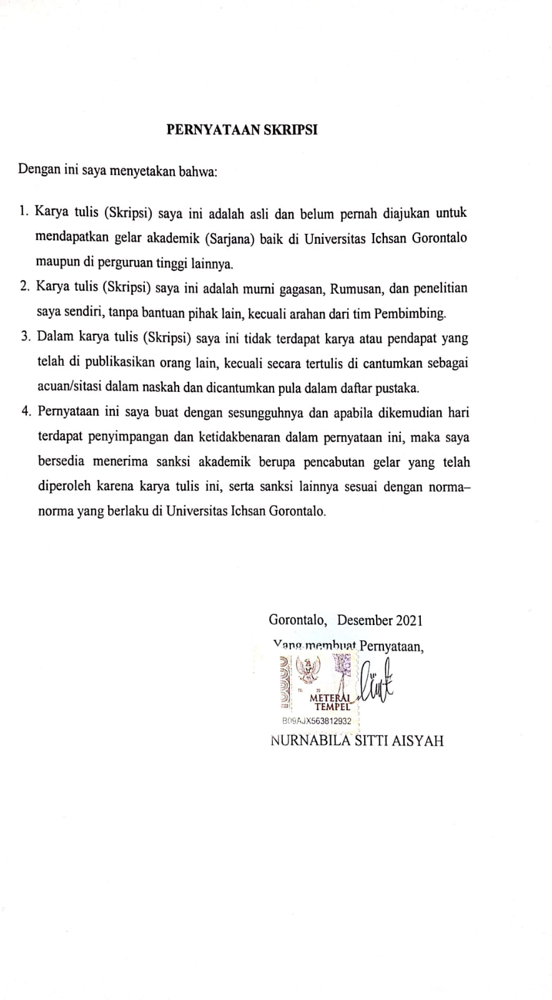 PERNYATAAN SKRIPSI
Dengan ini saya menyetakan bahwa:
1. Karya tulis (Skripsi) saya ini adalah asli dan belum pernah diajukan untuk
mendapatkan gelar akademik (Sarjana) baik di Universitas Ichsan Gorontalo
maupun di perguruan tinggi lainnya.
2. Karya tulis (Skripsi) saya ini adalah murni gagasan, Rumusan, dan penelitian
saya sendiri, tanpa bantuan pihak lain, kecuali arahan dari tim Pembimbing.
3. Dalam karya tulis (Skripsi) saya ini tidak terdapat karya atau pendapat yang
telah di publikasikan orang lain, kecuali secara tertulis di cantumkan sebagai
acuan/sitasi dalam naskah dan dicantumkan pula dalam daftar pustaka.
4. Pernyataan ini saya buat dengan sesungguhnya dan apabila dikemudian hari
terdapat penyimpangan dan ketidakbenaran dalam pernyataan ini, maka saya
bersedia menerima sanksi akademik berupa pencabutan gelar yang telah
diperoleh karena karya tulis ini, serta sanksi lainnya sesuai dengan norma–
norma yang berlaku di Universitas Ichsan Gorontalo.
Gorontalo, Desember 2021
Yang membuat Pernyataan,
TGL 20
METERAI
TEMPEL
B09AJX563812932
NURNABILA SITTI AISYAH